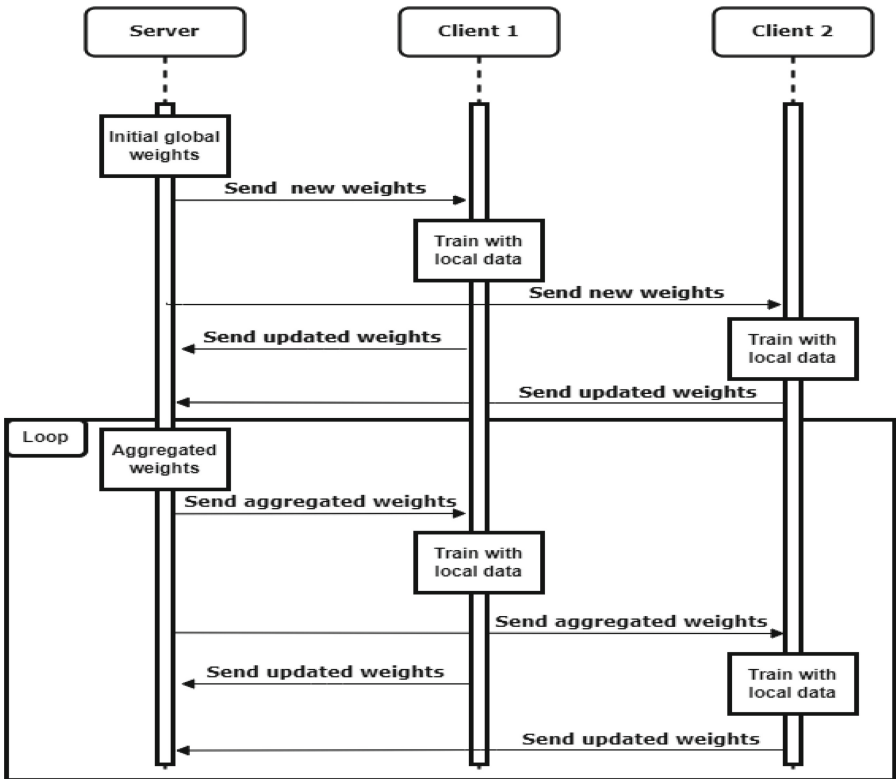 Server
Client 1
Client 2
Initial global
weights
Send new weights
Train with
local data
Send new weights
Send updated weights
Train with
local data
Send updated weights
Loop
Aggregated
weights
Send aggregated weights
Train with
local data
Send aggregated weights
Send updated weights
Train with
local data
Send updated weights